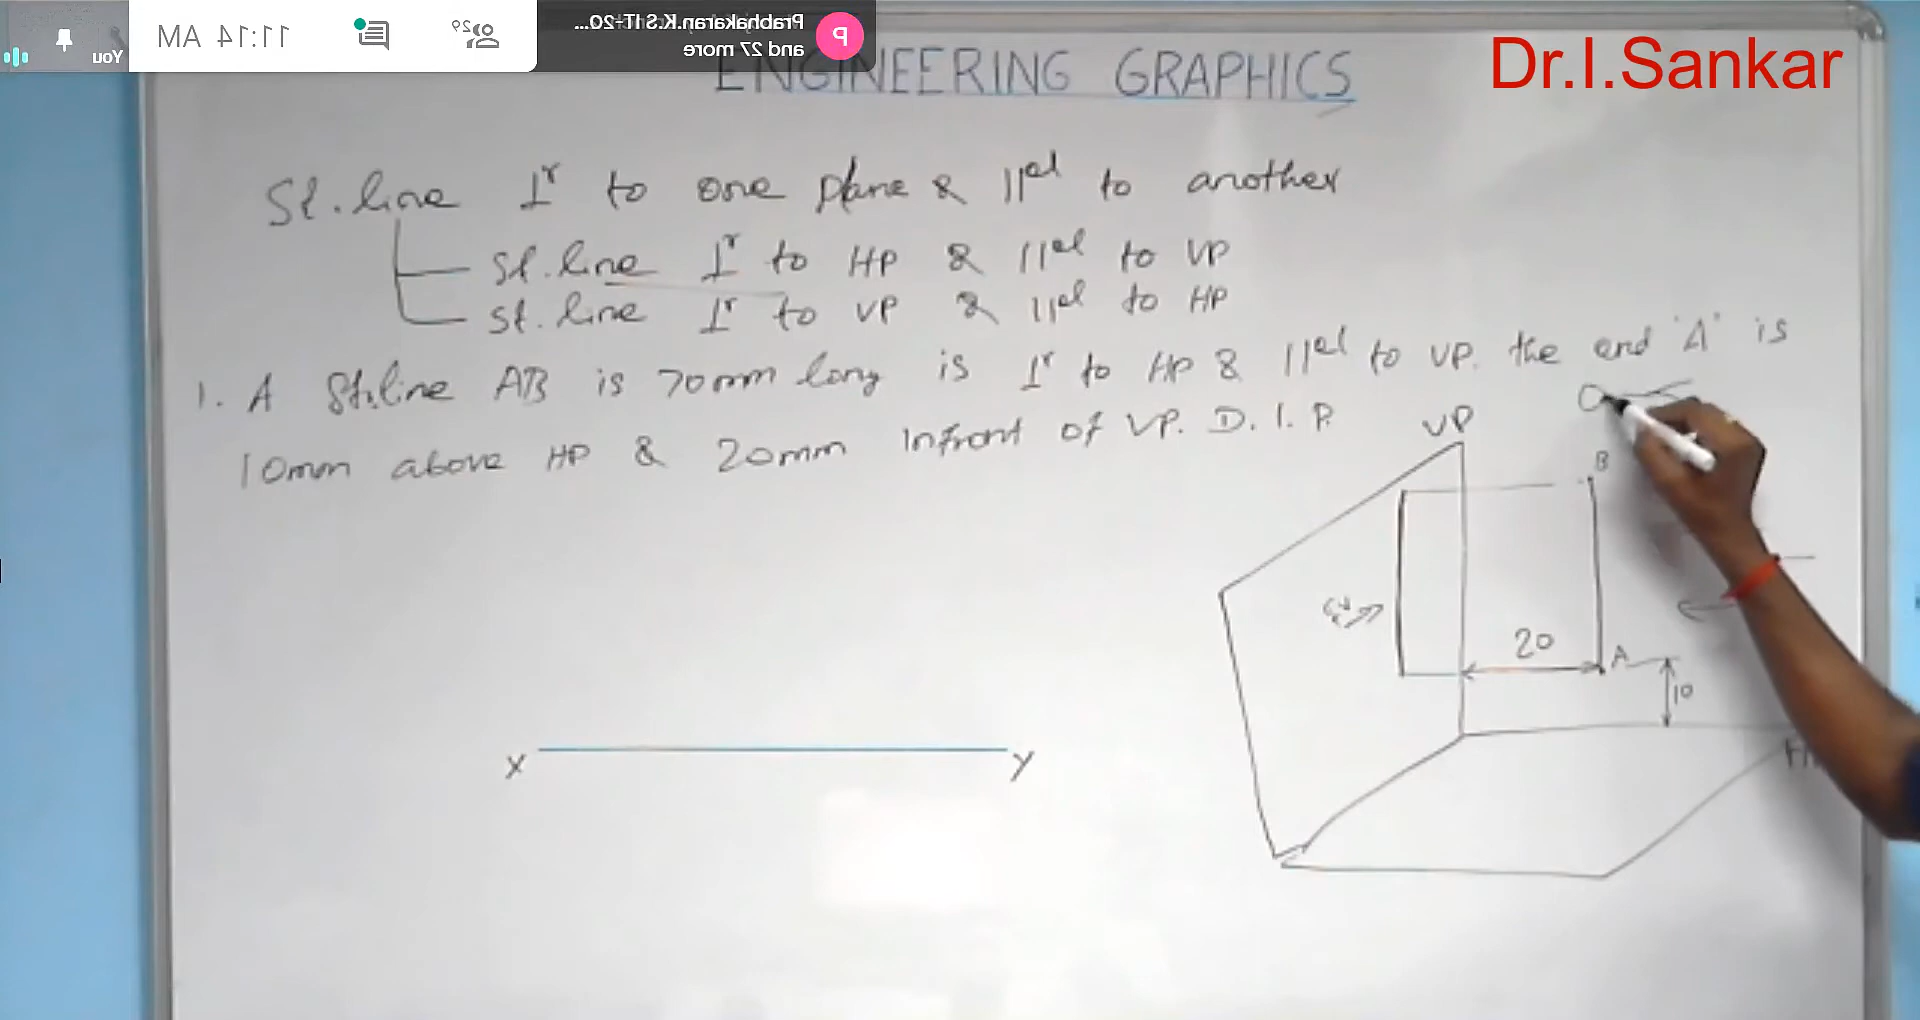 You
11:14 AM
29
Prabhakaran.K.S IT-20...
and 27 more
P
Dr.I.Sankar
ENGINEERING GRAPHICS
St.line ⊥r to one plane & ||el to another
St.line ⊥r to HP & ||el to VP
St.line ⊥r to VP & ||el to HP
1. A St.line AB is 70mm long is ⊥r to HP & ||el to VP. the end 'A' is
10mm above HP & 20mm Infront of VP. D.I.P.
VP
B
20
A
10
X
Y